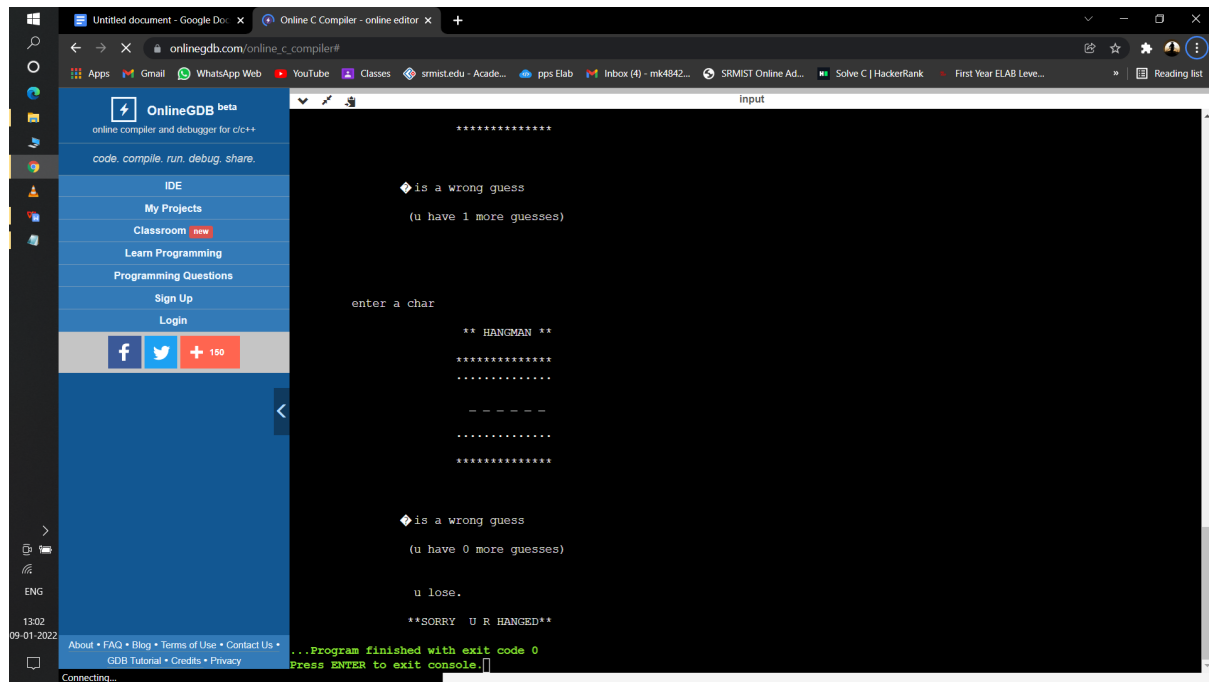 Untitled document - Google Doc
Online C Compiler - online editor
onlinegdb.com/online_c_compiler#
Apps Gmail WhatsApp Web YouTube Classes srmist.edu - Acade... pps Elab Inbox (4) - mk4842... SRMIST Online Ad... Solve C | HackerRank First Year ELAB Leve... » Reading list
OnlineGDB beta
online compiler and debugger for c/c++
code. compile. run. debug. share.
IDE
My Projects
Classroom new
Learn Programming
Programming Questions
Sign Up
Login
f + 150
About • FAQ • Blog • Terms of Use • Contact Us •
GDB Tutorial • Credits • Privacy
Connecting...
input
**************
� is a wrong guess
(u have 1 more guesses)
enter a char
** HANGMAN **
**************
..............
_ _ _ _ _ _
..............
**************
� is a wrong guess
(u have 0 more guesses)
u lose.
**SORRY U R HANGED**
...Program finished with exit code 0
Press ENTER to exit console.
ENG
13:02
09-01-2022